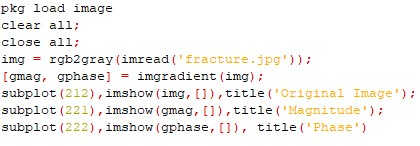 pkg load image
clear all;
close all;
img = rgb2gray(imread('fracture.jpg'));
[gmag, gphase] = imgradient(img);
subplot(212),imshow(img,[]),title('Original Image');
subplot(221),imshow(gmag,[]),title('Magnitude');
subplot(222),imshow(gphase,[]), title('Phase')